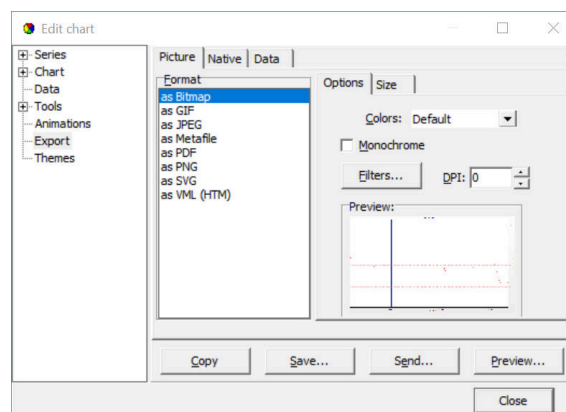 Edit chart
Series
Chart
Data
Tools
Animations
Export
Themes
Picture Native Data
Format
as Bitmap
as GIF
as JPEG
as Metafile
as PDF
as PNG
as SVG
as VML (HTM)
Options Size
Colors: Default
Monochrome
Filters... DPI: 0
Preview:
Copy Save... Send... Preview...
Close